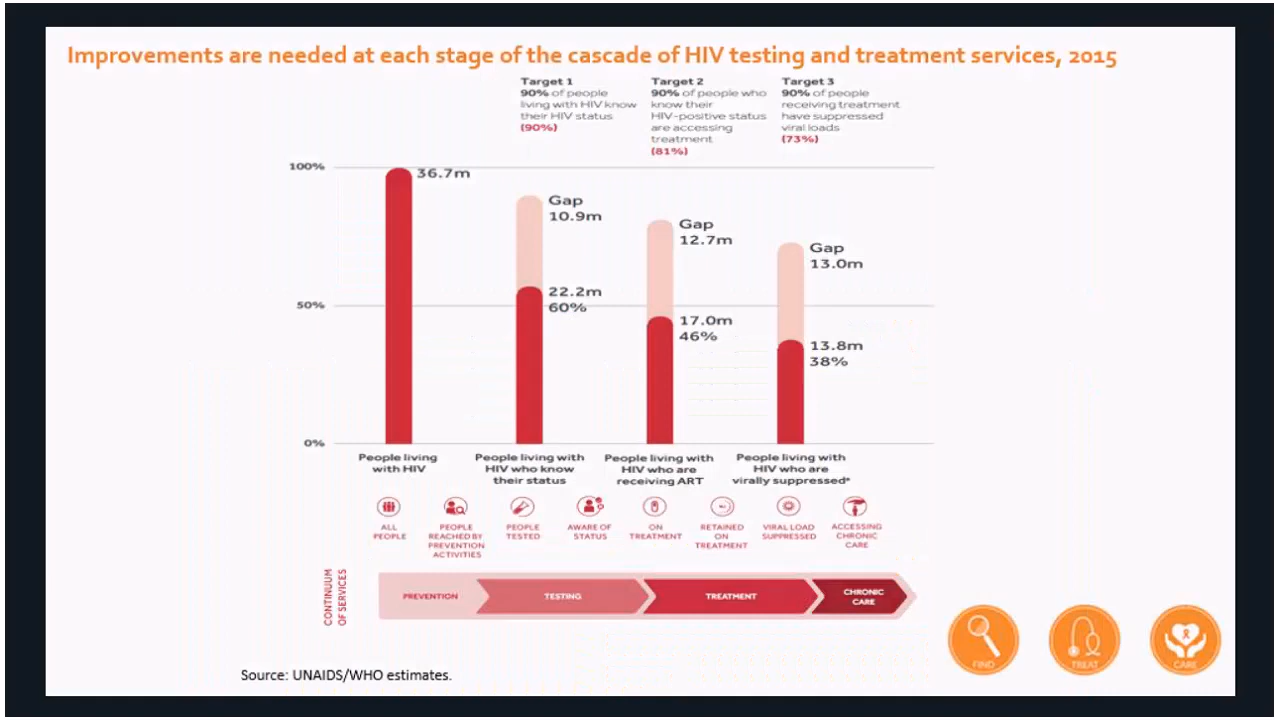 Improvements are needed at each stage of the cascade of HIV testing and treatment services, 2015
Target 1
90% of people
living with HIV know
their HIV status
(90%)
Target 2
90% of people who
know their
HIV-positive status
are accessing
treatment
(81%)
Target 3
90% of people
receiving treatment
have suppressed
viral loads
(73%)
100%
50%
0%
36.7m
Gap
10.9m
22.2m
60%
Gap
12.7m
17.0m
46%
Gap
13.0m
13.8m
38%
People living
with HIV
People living with
HIV who know
their status
People living with
HIV who are
receiving ART
People living with
HIV who are
virally suppressed*
ALL
PEOPLE
PEOPLE
REACHED BY
PREVENTION
ACTIVITIES
PEOPLE
TESTED
AWARE OF
STATUS
ON
TREATMENT
RETAINED
ON
TREATMENT
VIRAL LOAD
SUPPRESSED
ACCESSING
CHRONIC
CARE
CONTINUUM
OF SERVICES
PREVENTION
TESTING
TREATMENT
CHRONIC
CARE
FIND
TREAT
CARE
Source: UNAIDS/WHO estimates.